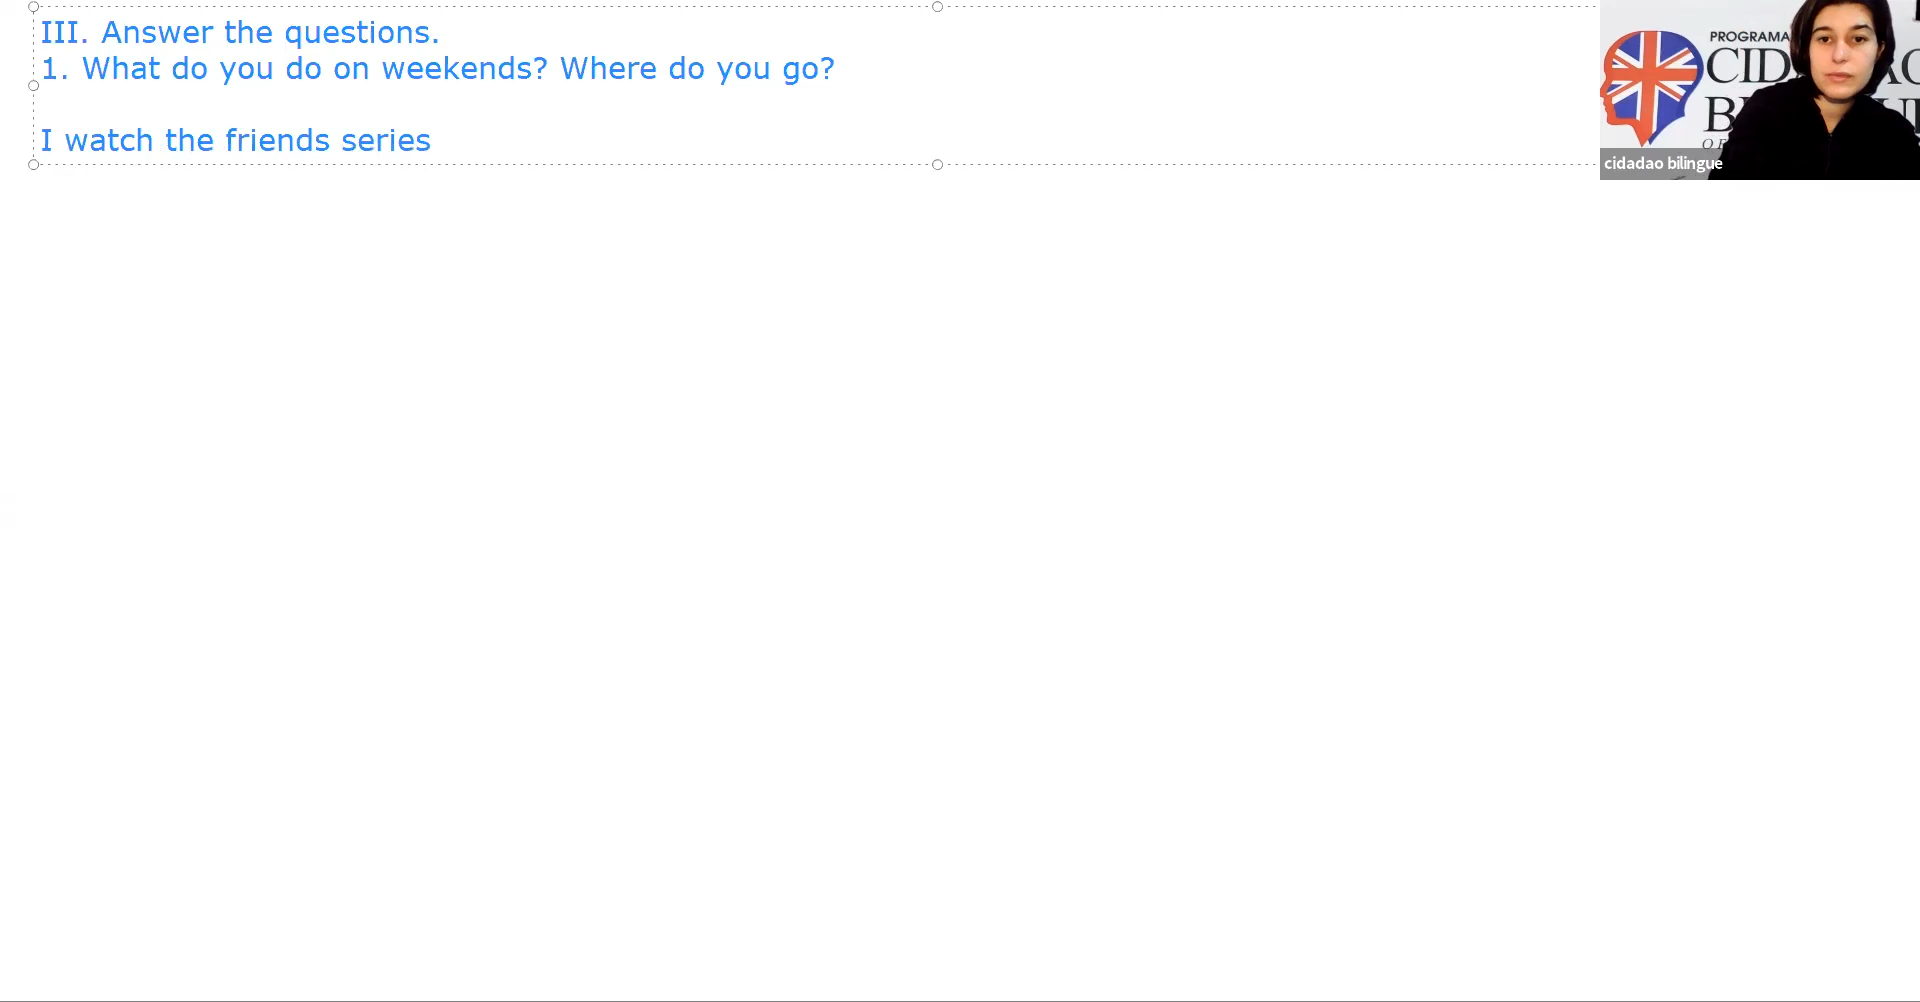 III. Answer the questions.
1. What do you do on weekends? Where do you go?
I watch the friends series
PROGRAMA
cidadao bilingue